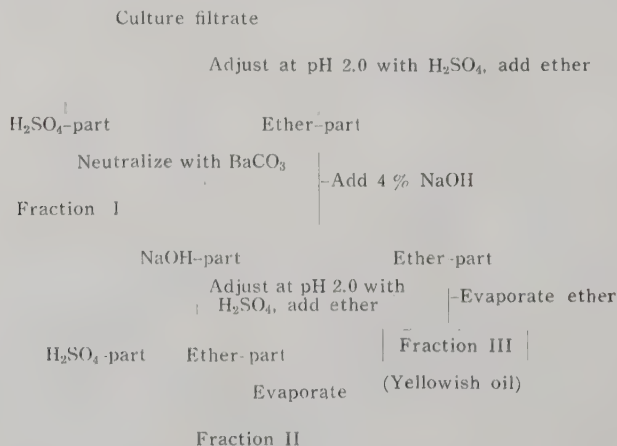 Culture filtrate
Adjust at pH 2.0 with H₂SO₄, add ether
H₂SO₄-part Ether-part
Neutralize with BaCO₃
Add 4 % NaOH
Fraction I
NaOH-part Ether-part
Adjust at pH 2.0 with
H₂SO₄, add ether
Evaporate ether
H₂SO₄-part Ether-part
Fraction III
(Yellowish oil)
Evaporate
Fraction II